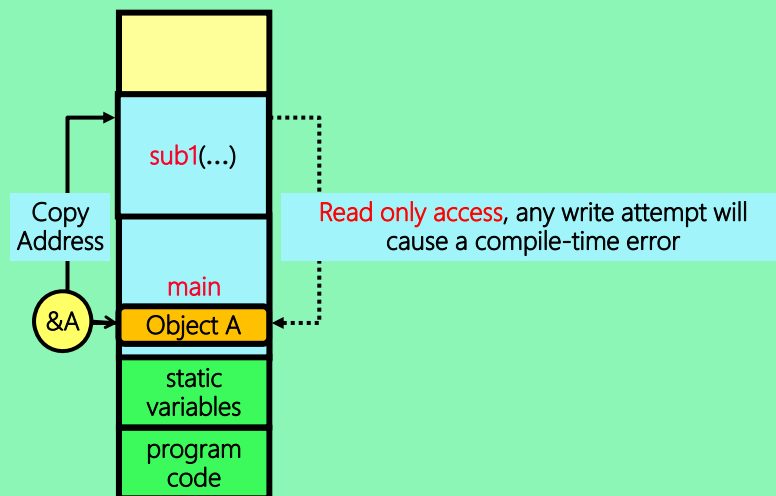 sub1(...)
Copy
Address
Read only access, any write attempt will
cause a compile-time error
main
&A
Object A
static
variables
program
code